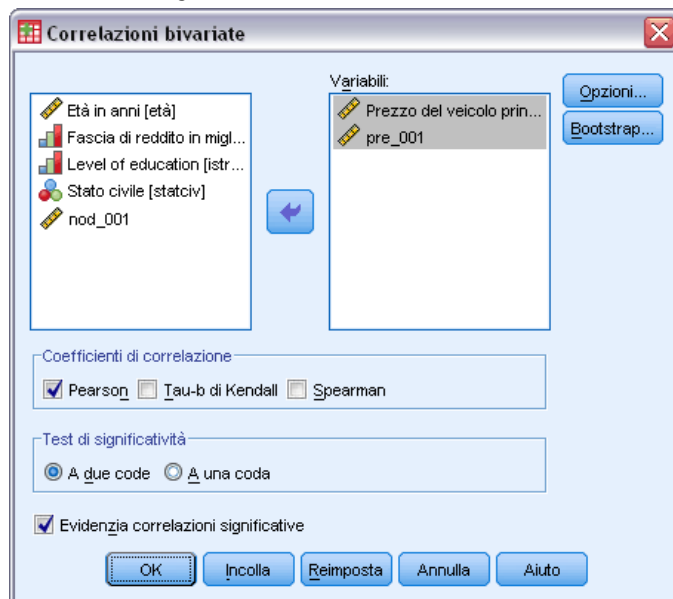 Correlazioni bivariate
Età in anni [età]
Fascia di reddito in migl...
Level of education [istr...
Stato civile [statciv]
nod_001
Variabili:
Prezzo del veicolo prin...
pre_001
Opzioni...
Bootstrap...
Coefficienti di correlazione
Pearson Tau-b di Kendall Spearman
Test di significatività
A due code A una coda
Evidenzia correlazioni significative
OK Incolla Reimposta Annulla Aiuto